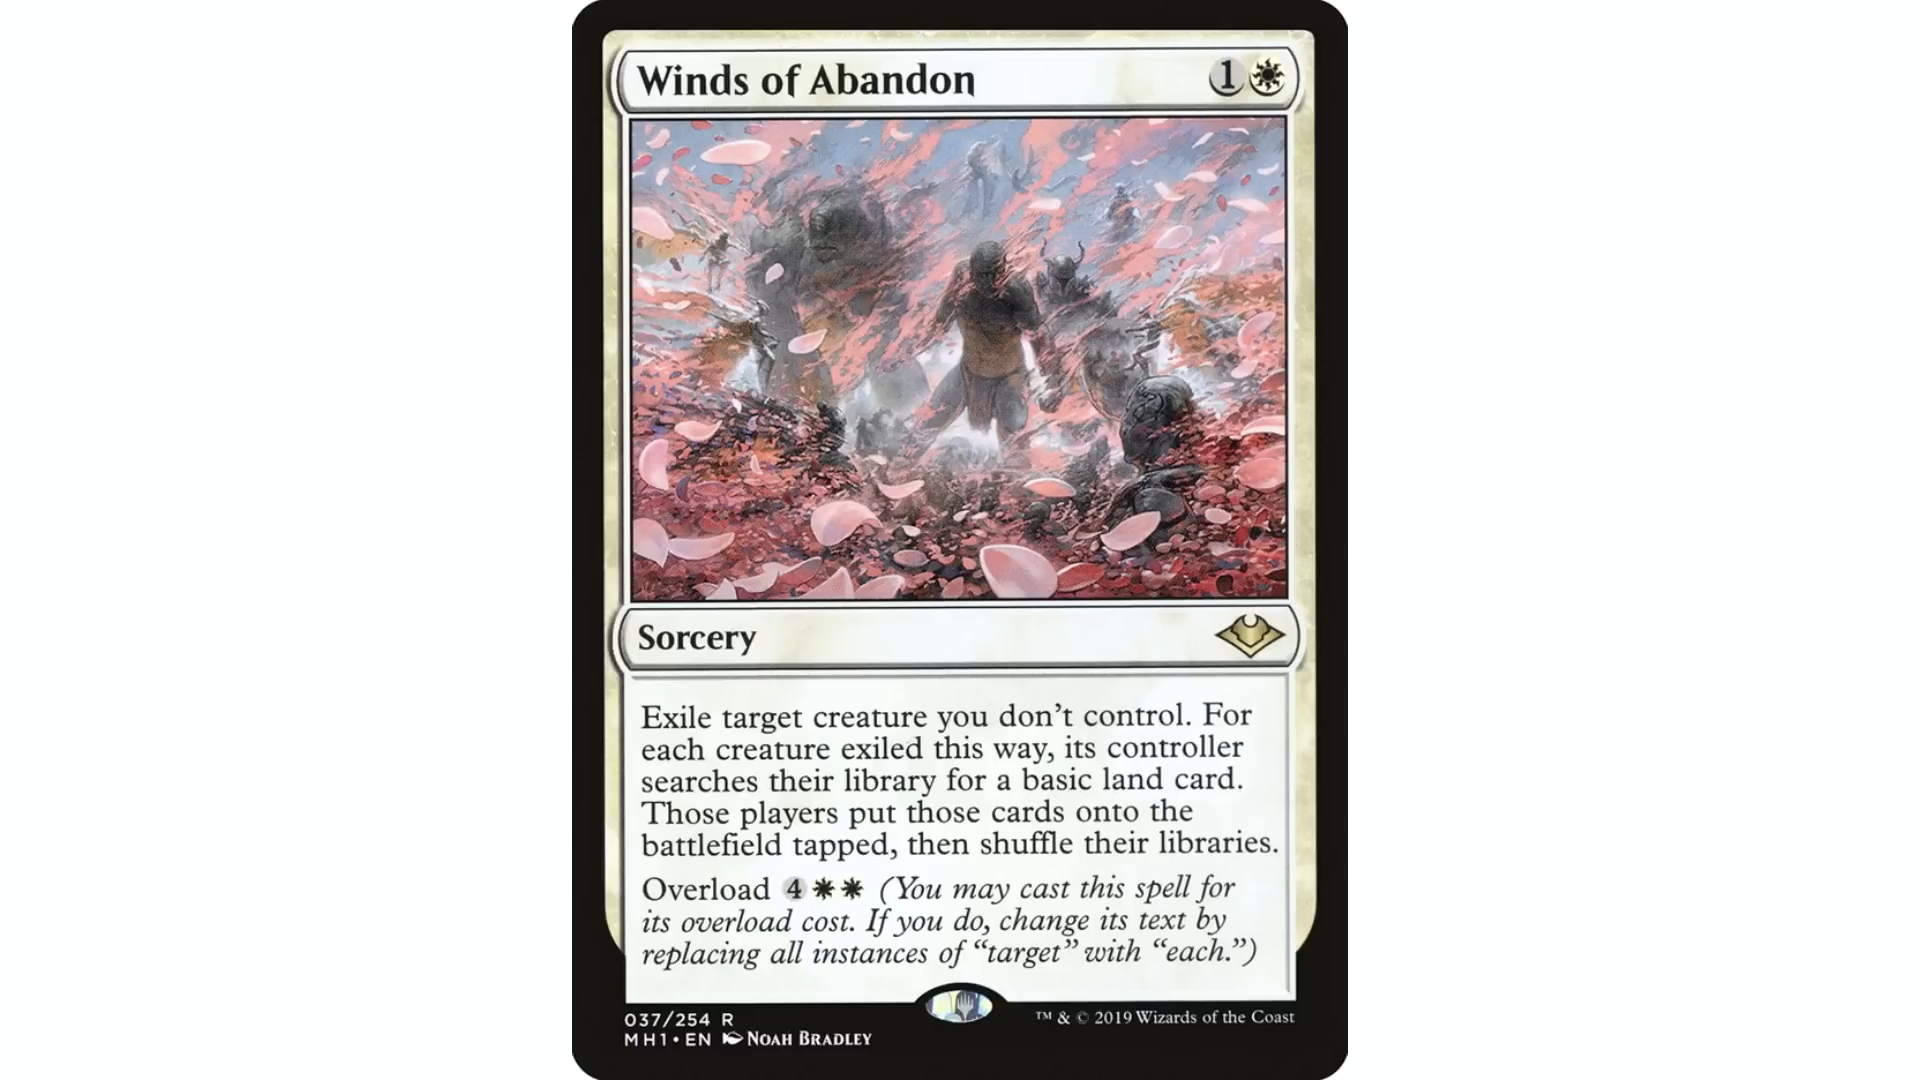 Winds of Abandon 1
Sorcery
Exile target creature you don't control. For
each creature exiled this way, its controller
searches their library for a basic land card.
Those players put those cards onto the
battlefield tapped, then shuffle their libraries.
Overload 4 (You may cast this spell for
its overload cost. If you do, change its text by
replacing all instances of “target” with “each.”)
037/254 R
MH1•EN NOAH BRADLEY
™ & © 2019 Wizards of the Coast